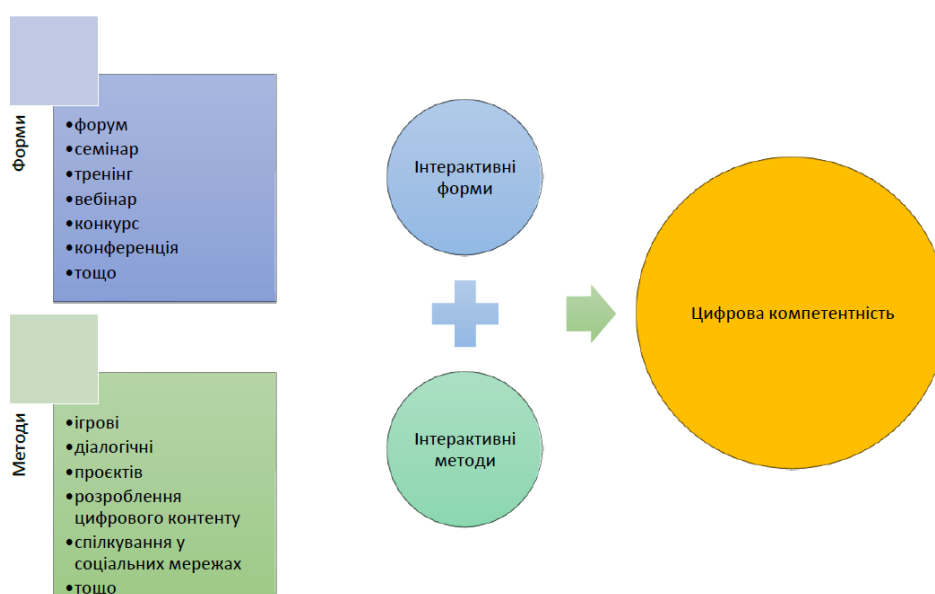 Форми
•форум
•семінар
•тренінг
•вебінар
•конкурс
•конференція
•тощо
Методи
•ігрові
•діалогічні
•проєктів
•розроблення
цифрового контенту
•спілкування у
соціальних мережах
•тощо
Інтерактивні
форми
Інтерактивні
методи
Цифрова компетентність